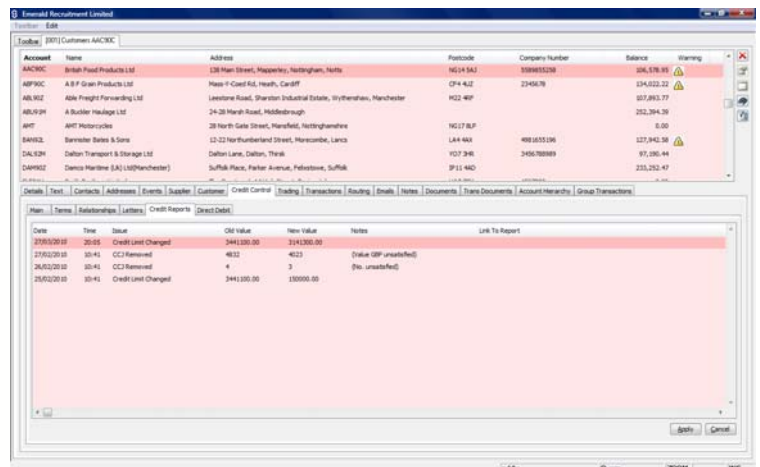 Emerald Recruitment Limited
Toolbar Edit
Toolbar [001] Customers AAC90C
Account Name Address Postcode Company Number Balance Warning
AAC90C British Food Products Ltd 128 Main Street, Mapperley, Nottingham, Notts NG14 5AJ 5589855258 106,578.95
ABF90C A B F Grain Products Ltd Maes-Y-Coed Rd, Heath, Cardiff CF4 4UZ 2345678 134,022.22
ABL90Z Able Freight Forwarding Ltd Leestone Road, Sharston Industrial Estate, Wythenshaw, Manchester M22 4RF 107,893.77
ABU91M A Buckler Haulage Ltd 24-28 Marsh Road, Middlesbrough 252,394.39
AMT AMT Motorcycles 28 North Gate Street, Mansfield, Nottinghamshire NG17 8LP 0.00
BAN92L Bannister Bates & Sons 12-22 Northumberland Street, Morecombe, Lancs LA4 4AX 4981655196 127,942.58
DAL92M Dalton Transport & Storage Ltd Dalton Lane, Dalton, Thirsk YO7 3HR 3456788989 97,190.44
DAM90Z Damco Maritime (Uk) Ltd(Manchester) Suffolk Place, Parker Avenue, Felixstowe, Suffolk IP11 4AD 233,252.47
Details Text Contacts Addresses Events Supplier Customer Credit Control Trading Transactions Routing Emails Notes Documents Trans Documents Account Hierarchy Group Transactions
Main Terms Relationships Letters Credit Reports Direct Debit
Date Time Issue Old Value New Value Notes Link To Report
27/03/2010 20:05 Credit Limit Changed 3441100.00 3141300.00
27/02/2010 10:41 CCJ Removed 4832 4023 (Value GBP unsatisfied)
26/02/2010 10:41 CCJ Removed 4 3 (No. unsatisfied)
25/02/2010 10:41 Credit Limit Changed 3441100.00 150000.00
Apply Cancel